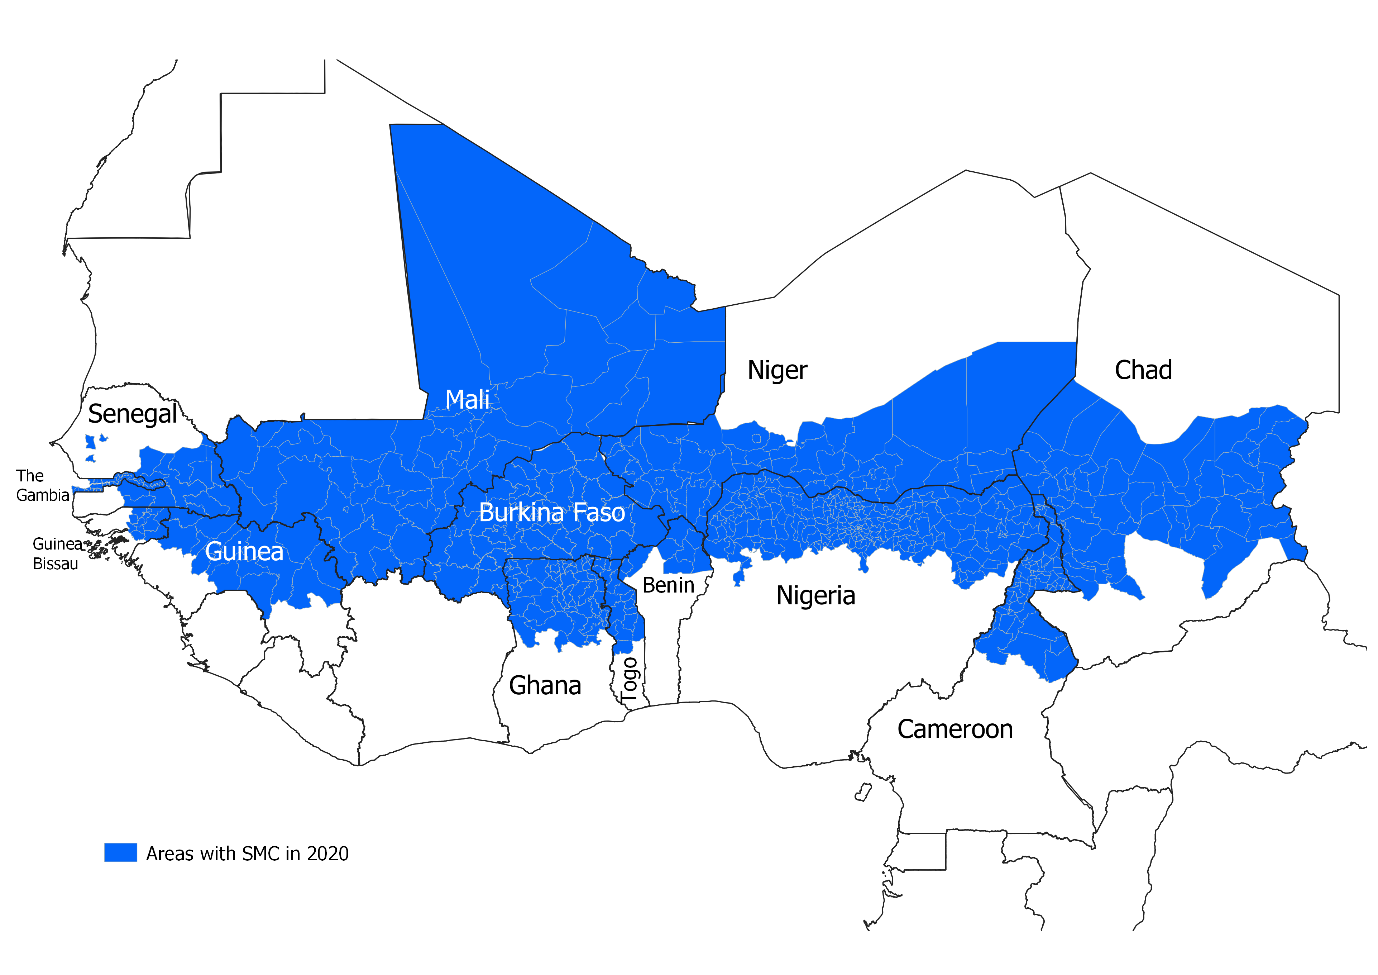 Niger
Chad
Mali
Senegal
The
Gambia
Burkina Faso
Guinea
Guinea
Bissau
Benin
Nigeria
Ghana
Togo
Cameroon
Areas with SMC in 2020